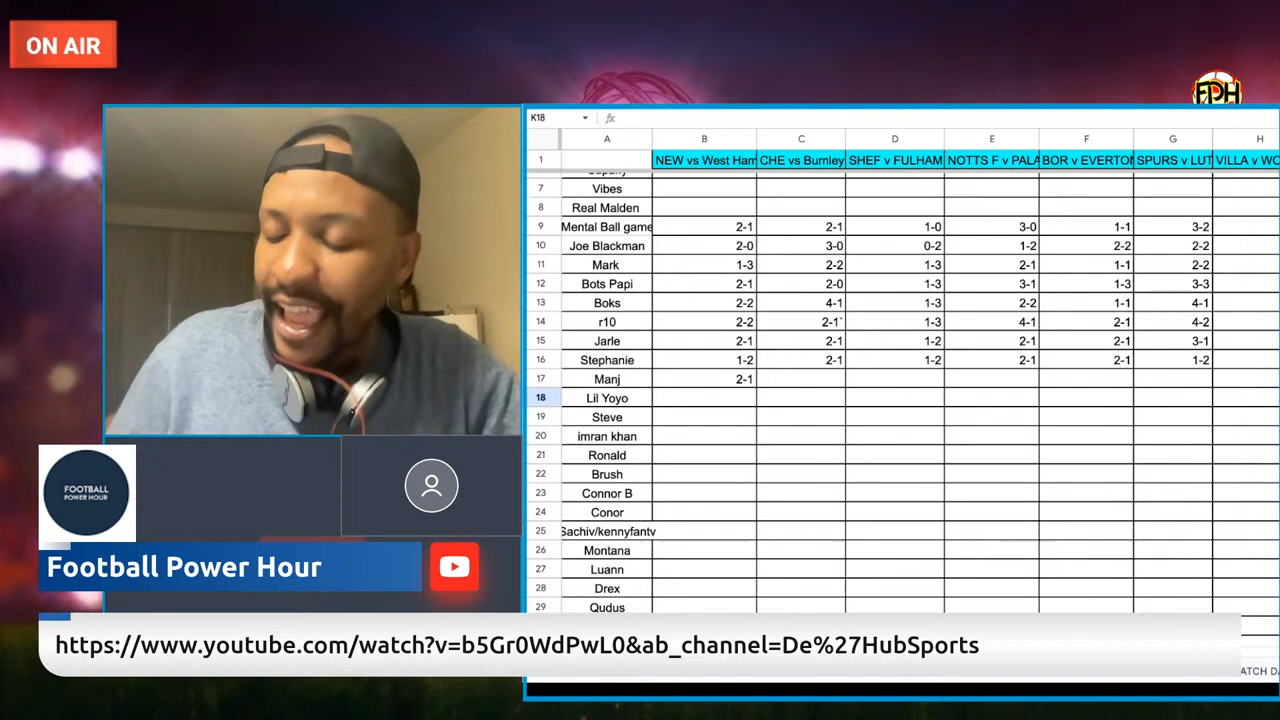 ON AIR
FPH
K18 fx
A B C D E F G H
1 NEW vs West Ham CHE vs Burnley SHEF v FULHAM NOTTS F v PALA BOR v EVERTON SPURS v LUT VILLA v WO
7 Vibes
8 Real Malden
9 Mental Ball game 2-1 2-1 1-0 3-0 1-1 3-2
10 Joe Blackman 2-0 3-0 0-2 1-2 2-2 2-2
11 Mark 1-3 2-2 1-3 2-1 1-1 2-2
12 Bots Papi 2-1 2-0 1-3 3-1 1-3 3-3
13 Boks 2-2 4-1 1-3 2-2 1-1 4-1
14 r10 2-2 2-1` 1-3 4-1 2-1 4-2
15 Jarle 2-1 2-1 1-2 2-1 2-1 3-1
16 Stephanie 1-2 2-1 1-2 2-1 2-1 1-2
17 Manj 2-1
18 Lil Yoyo
19 Steve
20 imran khan
21 Ronald
22 Brush
23 Connor B
24 Conor
25 Sachiv/kennyfantv
26 Montana
27 Luann
28 Drex
29 Qudus
FOOTBALL
POWER HOUR
Football Power Hour
https://www.youtube.com/watch?v=b5Gr0WdPwL0&ab_channel=De%27HubSports
ATCH DA